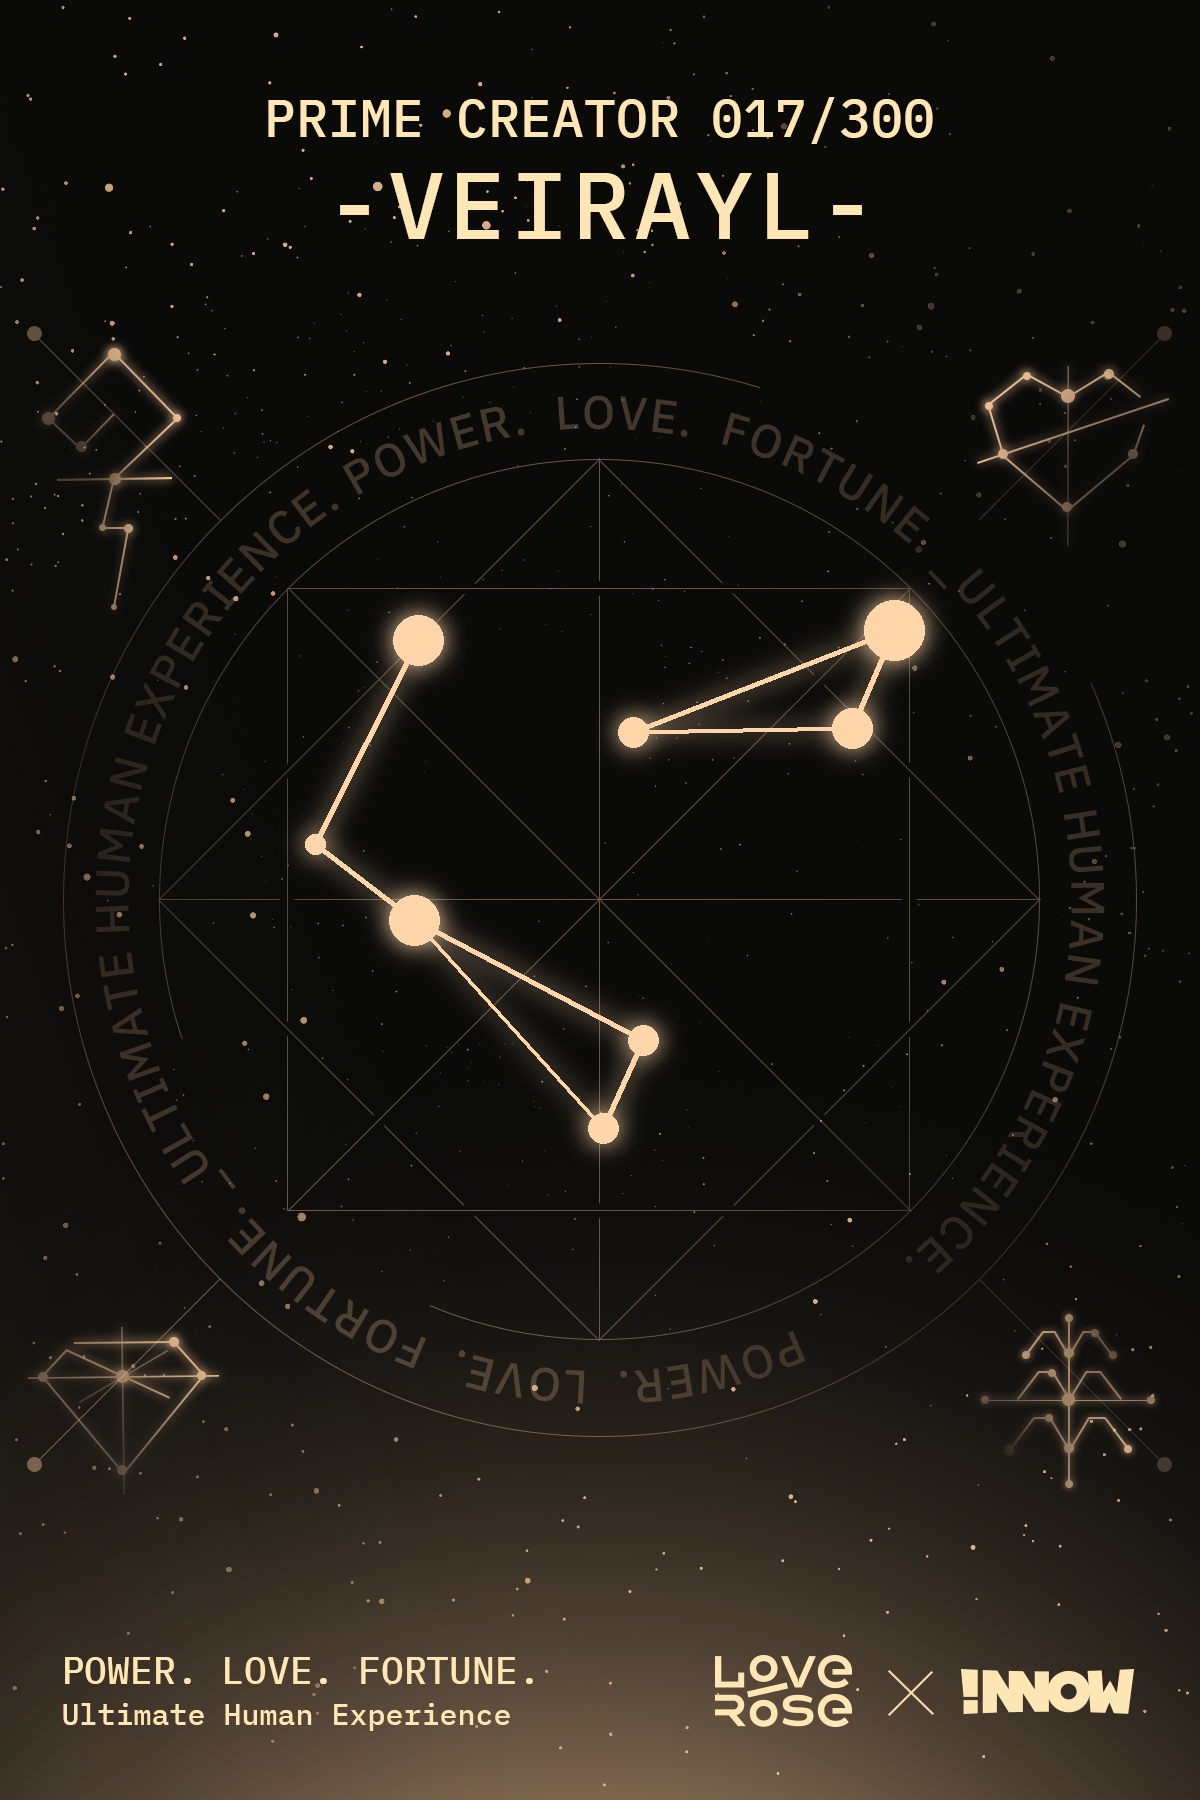 PRIME CREATOR 017/300
-VEIRAYL-
ULTIMATE HUMAN EXPERIENCE. POWER. LOVE. FORTUNE. – ULTIMATE HUMAN EXPERIENCE.
POWER. LOVE. FORTUNE. –
POWER. LOVE. FORTUNE.
Ultimate Human Experience
LOVE
ROSE
!NNOW